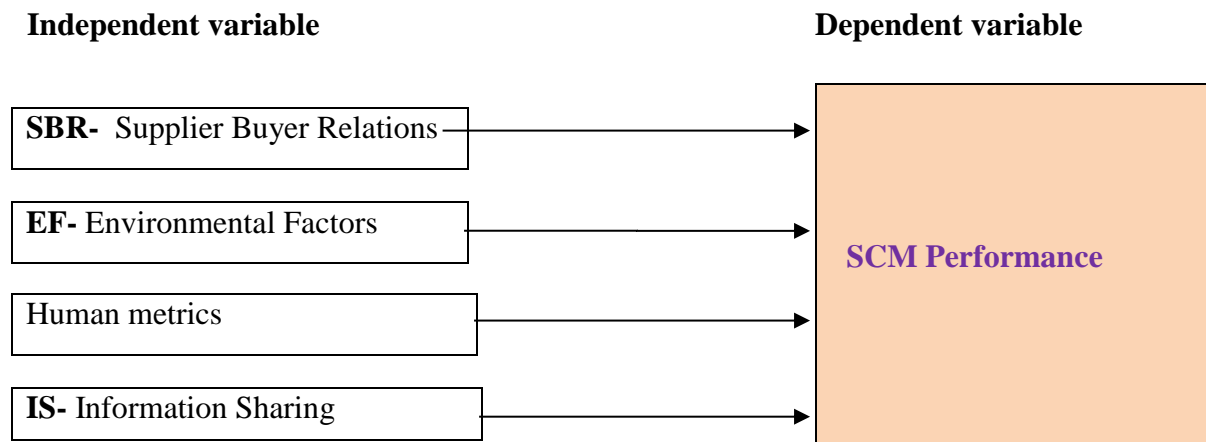 Independent variable
Dependent variable
SBR- Supplier Buyer Relations
EF- Environmental Factors
SCM Performance
Human metrics
IS- Information Sharing